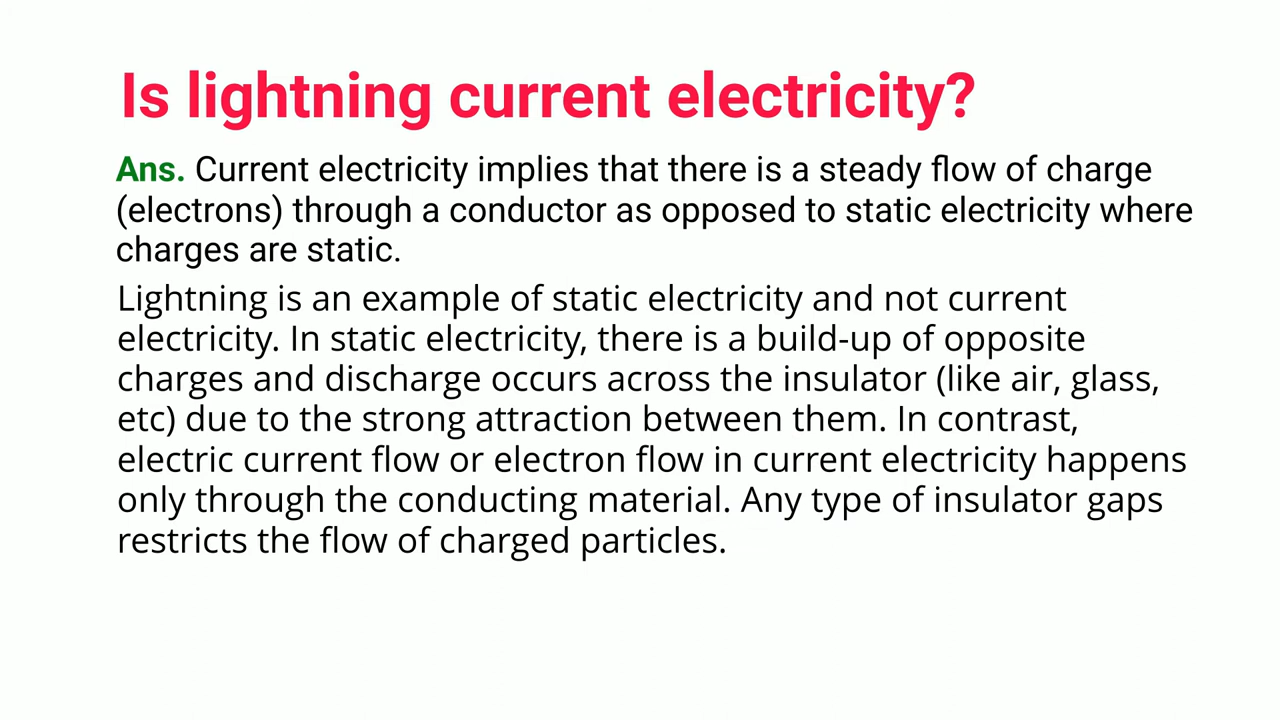 Is lightning current electricity?
Ans. Current electricity implies that there is a steady flow of charge
(electrons) through a conductor as opposed to static electricity where
charges are static.
Lightning is an example of static electricity and not current
electricity. In static electricity, there is a build-up of opposite
charges and discharge occurs across the insulator (like air, glass,
etc) due to the strong attraction between them. In contrast,
electric current flow or electron flow in current electricity happens
only through the conducting material. Any type of insulator gaps
restricts the flow of charged particles.